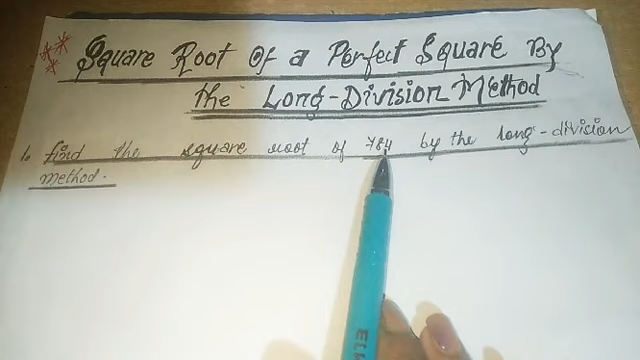 Square Root Of a Perfect Square By
the Long-Division Method
1. find the square root of 784 by the long-division
method.